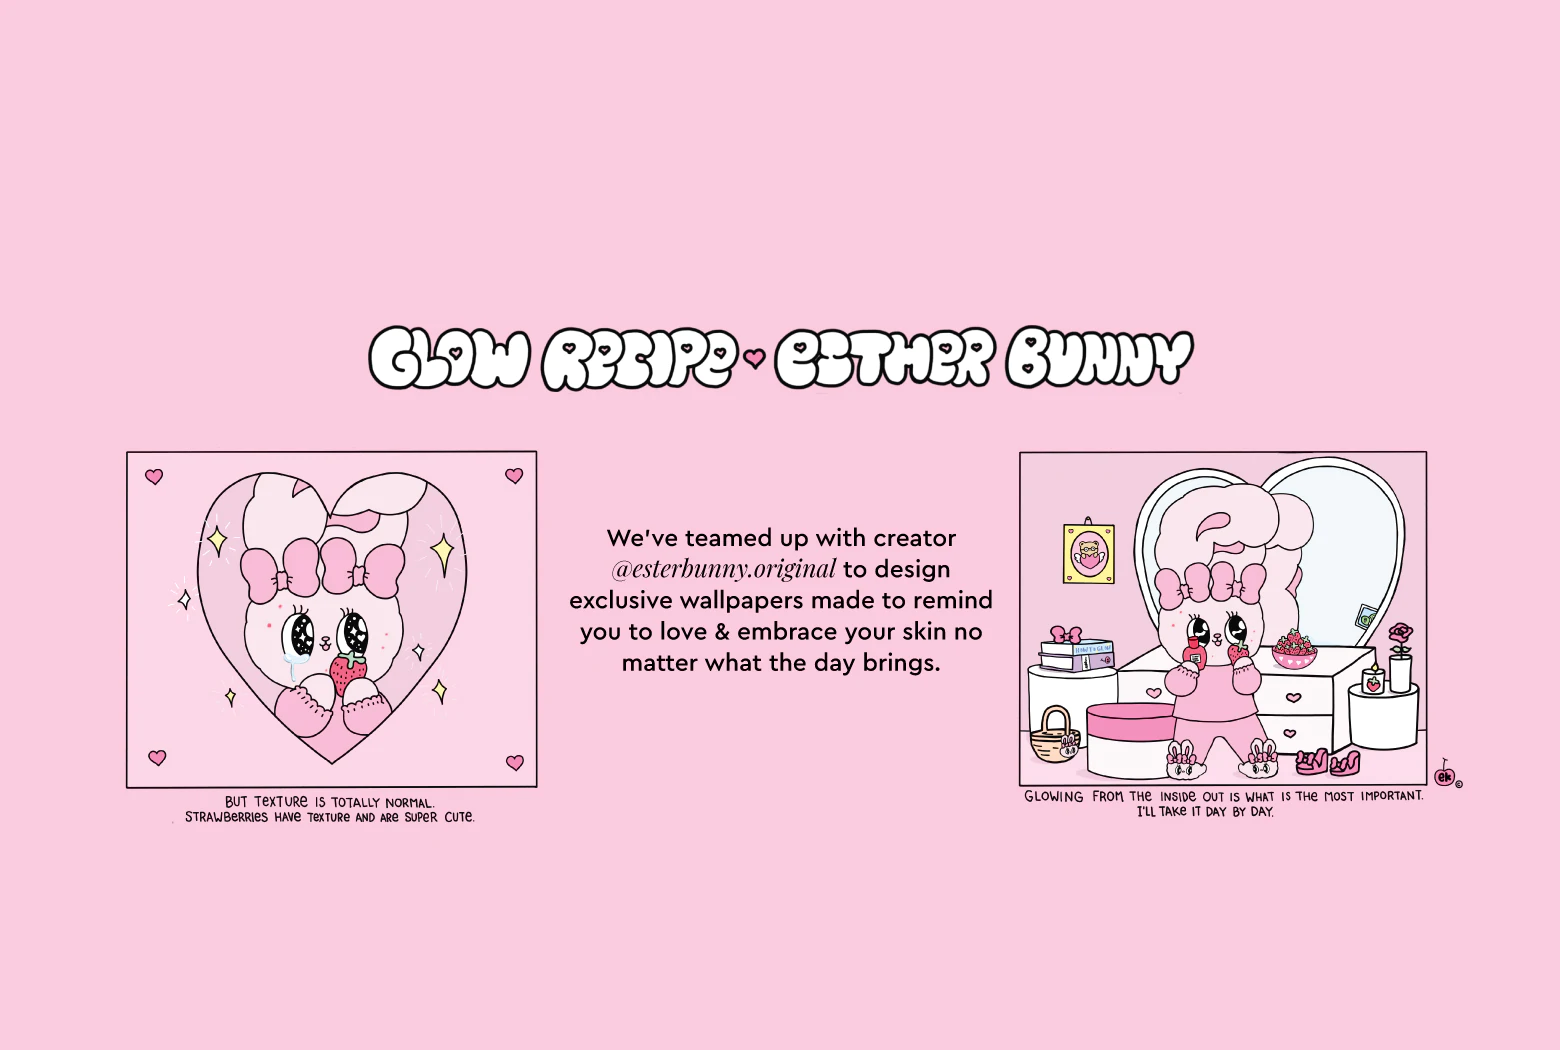 GLOW RECIPE ESTHER BUNNY
We've teamed up with creator
@esterbunny.original to design
exclusive wallpapers made to remind
you to love & embrace your skin no
matter what the day brings.
BUT TEXTURE IS TOTALLY NORMAL.
STRAWBERRIES HAVE TEXTURE AND ARE SUPER CUTE.
GLOWING FROM THE INSIDE OUT IS WHAT IS THE MOST IMPORTANT.
I'LL TAKE IT DAY BY DAY.
ek ©